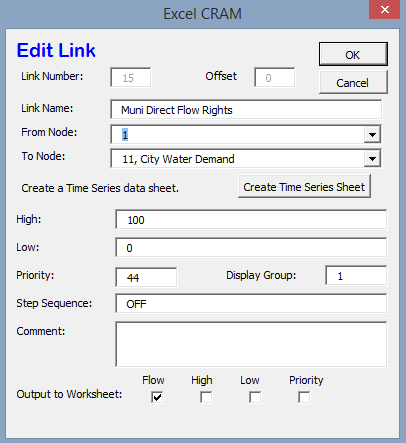 Excel CRAM
Edit Link
OK
Link Number: 15 Offset 0
Cancel
Link Name: Muni Direct Flow Rights
From Node: 1
To Node: 11, City Water Demand
Create a Time Series data sheet. Create Time Series Sheet
High: 100
Low: 0
Priority: 44 Display Group: 1
Step Sequence: OFF
Comment:
Flow High Low Priority
Output to Worksheet: